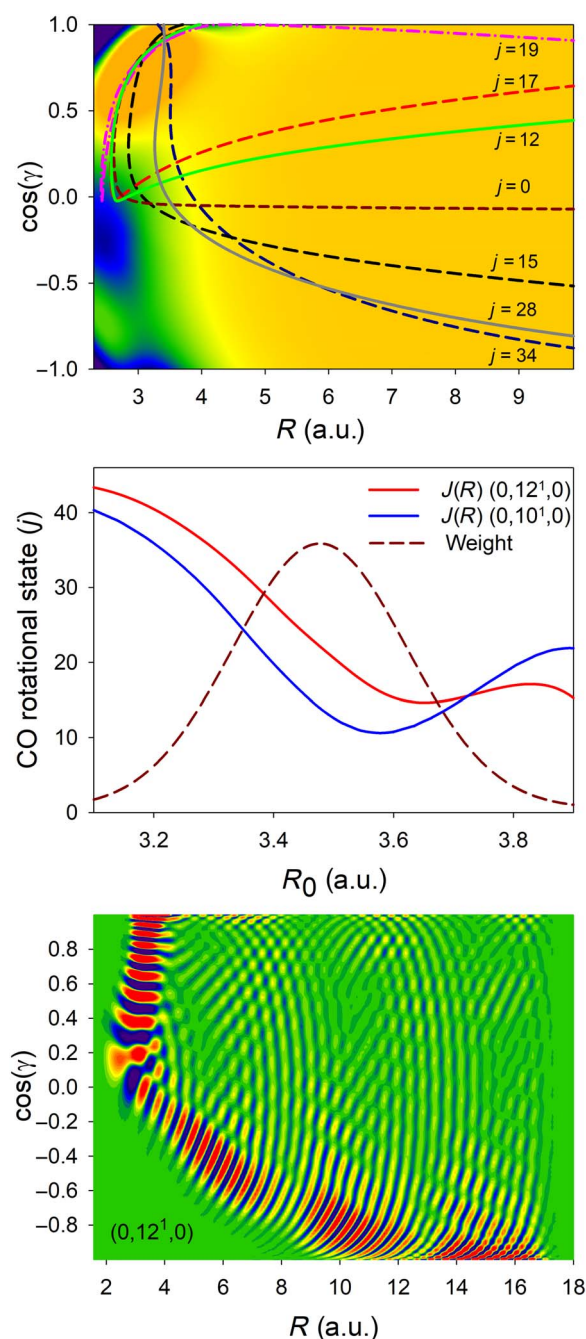 1.0
0.5
0.0
−0.5
−1.0
cos(γ)
j = 19
j = 17
j = 12
j = 0
j = 15
j = 28
j = 34
3 4 5 6 7 8 9
R (a.u.)
40
30
20
10
0
CO rotational state (j)
J(R) (0,12¹,0)
J(R) (0,10¹,0)
Weight
3.2 3.4 3.6 3.8
R₀ (a.u.)
0.8
0.6
0.4
0.2
0.0
−0.2
−0.4
−0.6
−0.8
cos(γ)
(0,12¹,0)
2 4 6 8 10 12 14 16 18
R (a.u.)